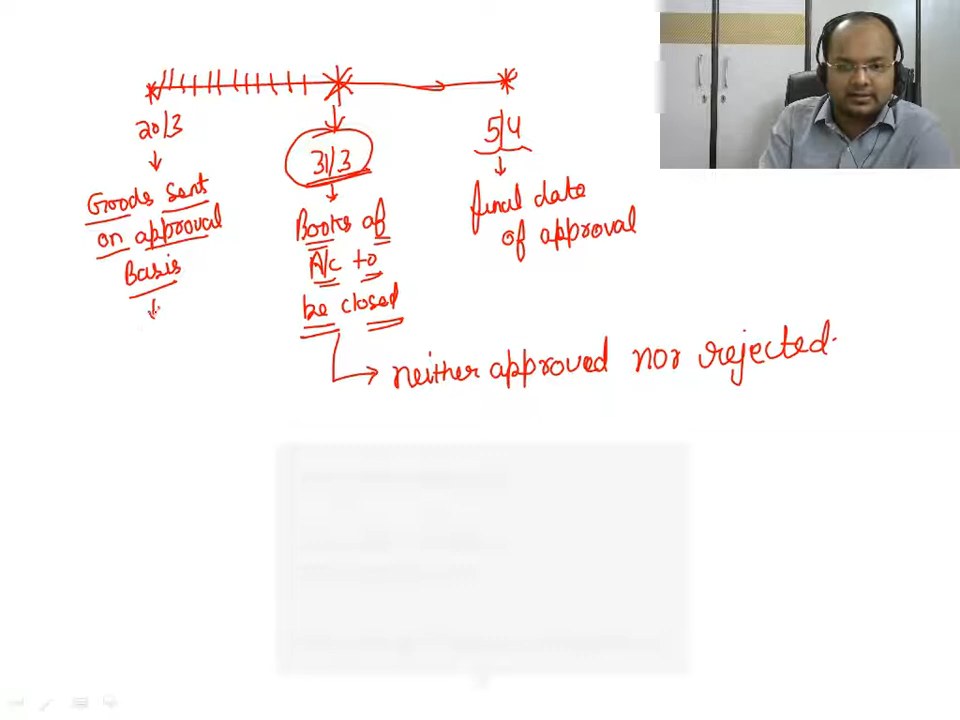 20/3
Goods sent
on approval
Basis
31/3
Books of
A/c to
be closed
5/4
final date
of approval
neither approved nor rejected.